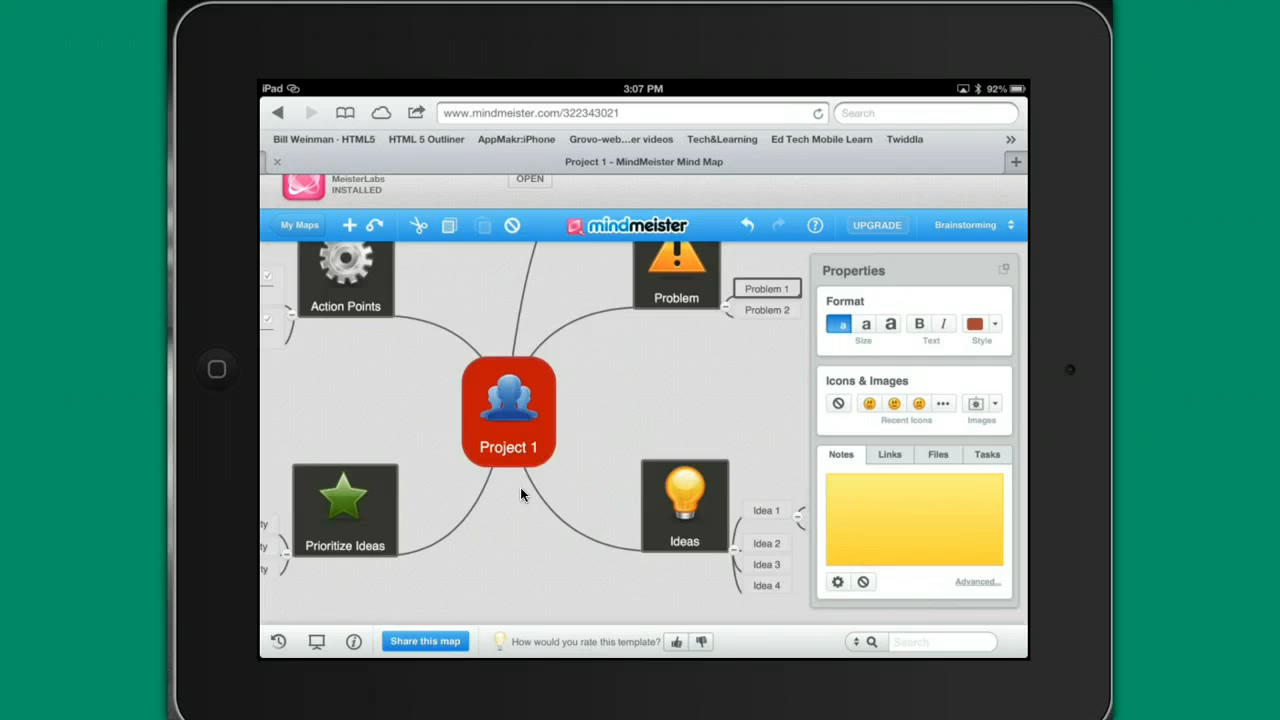 iPad 3:07 PM 92%
www.mindmeister.com/322343021 Search
Bill Weinman - HTML5 HTML 5 Outliner AppMakr:iPhone Grovo-web...er videos Tech&Learning Ed Tech Mobile Learn Twiddla
Project 1 - MindMeister Mind Map
MeisterLabs
INSTALLED
OPEN
My Maps mindmeister UPGRADE Brainstorming
Action Points
Problem
Problem 1
Problem 2
Project 1
Prioritize Ideas
ty
ty
ty
Ideas
Idea 1
Idea 2
Idea 3
Idea 4
Properties
Format
a a a B I
Size Text Style
Icons & Images
Recent Icons Images
Notes Links Files Tasks
Advanced...
Share this map How would you rate this template? Search